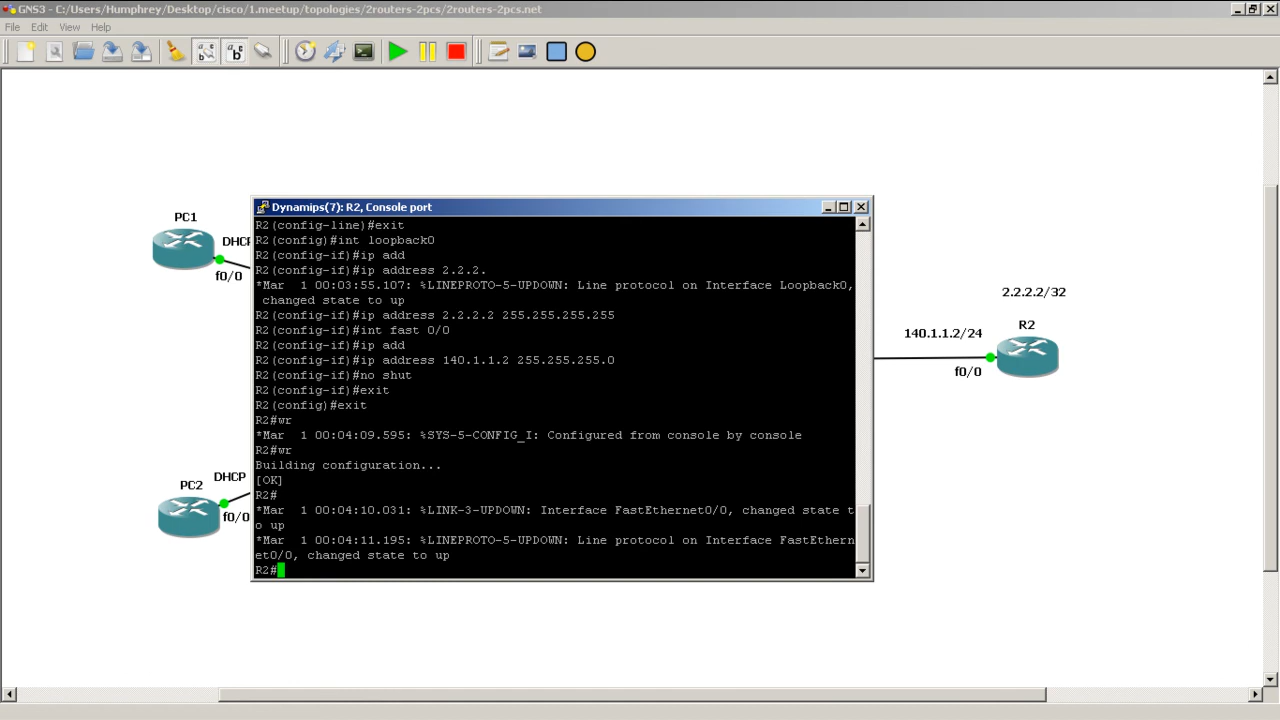 GNS3 - C:/Users/Humphrey/Desktop/cisco/1.meetup/topologies/2routers-2pcs/2routers-2pcs.net
File Edit View Help
PC1
DHCP
f0/0
PC2
DHCP
f0/0
Dynamips(7): R2, Console port
R2(config-line)#exit
R2(config)#int loopback0
R2(config-if)#ip add
R2(config-if)#ip address 2.2.2.
*Mar  1 00:03:55.107: %LINEPROTO-5-UPDOWN: Line protocol on Interface Loopback0,
 changed state to up
R2(config-if)#ip address 2.2.2.2 255.255.255.255
R2(config-if)#int fast 0/0
R2(config-if)#ip add
R2(config-if)#ip address 140.1.1.2 255.255.255.0
R2(config-if)#no shut
R2(config-if)#exit
R2(config)#exit
R2#wr
*Mar  1 00:04:09.595: %SYS-5-CONFIG_I: Configured from console by console
R2#wr
Building configuration...
[OK]
R2#
*Mar  1 00:04:10.031: %LINK-3-UPDOWN: Interface FastEthernet0/0, changed state t
o up
*Mar  1 00:04:11.195: %LINEPROTO-5-UPDOWN: Line protocol on Interface FastEthern
et0/0, changed state to up
R2#
2.2.2.2/32
R2
140.1.1.2/24
f0/0